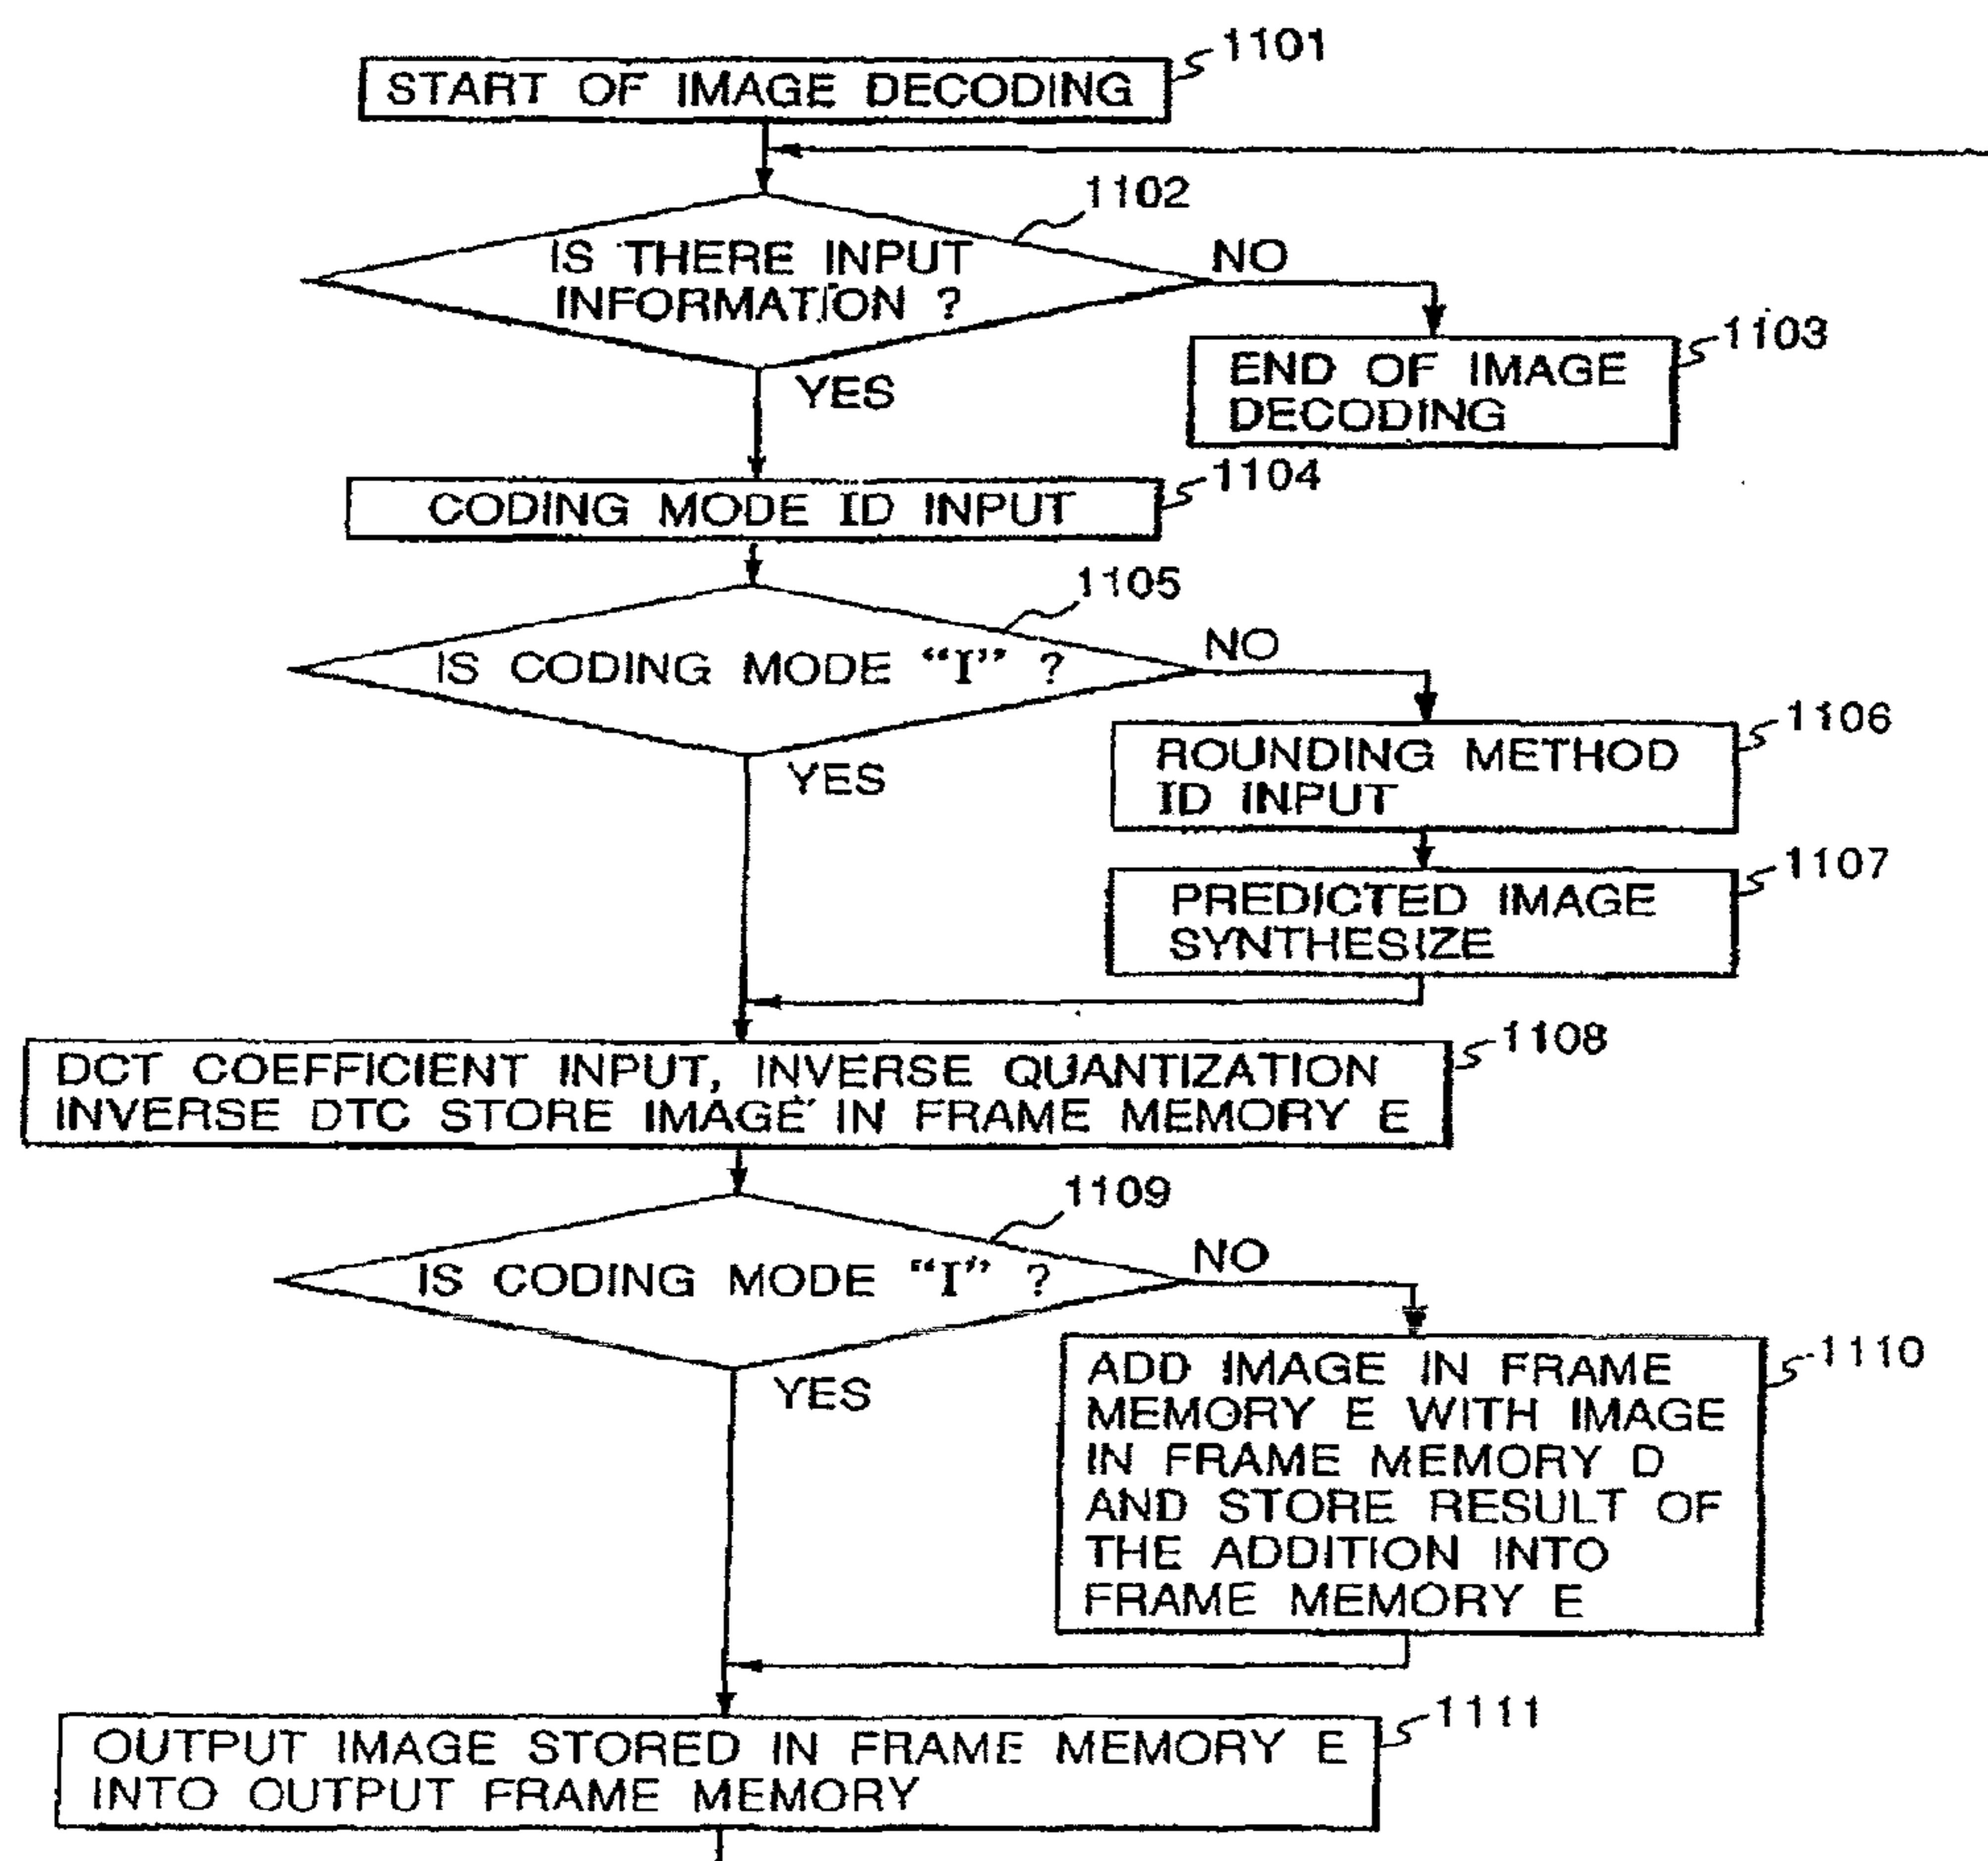 1101
START OF IMAGE DECODING
1102
IS THERE INPUT
INFORMATION ?
NO
YES
1103
END OF IMAGE
DECODING
1104
CODING MODE ID INPUT
1105
IS CODING MODE “I” ?
NO
YES
1106
ROUNDING METHOD
ID INPUT
1107
PREDICTED IMAGE
SYNTHESIZE
1108
DCT COEFFICIENT INPUT, INVERSE QUANTIZATION
INVERSE DTC STORE IMAGE IN FRAME MEMORY E
1109
IS CODING MODE “I” ?
NO
YES
1110
ADD IMAGE IN FRAME
MEMORY E WITH IMAGE
IN FRAME MEMORY D
AND STORE RESULT OF
THE ADDITION INTO
FRAME MEMORY E
1111
OUTPUT IMAGE STORED IN FRAME MEMORY E
INTO OUTPUT FRAME MEMORY